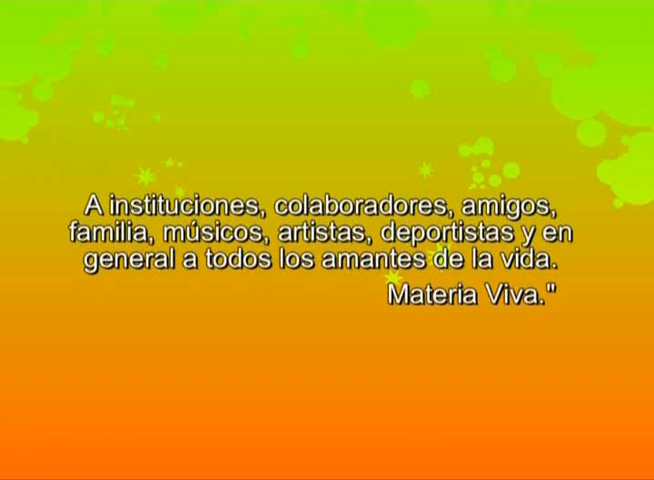 A instituciones, colaboradores, amigos,
familia, músicos, artistas, deportistas y en
general a todos los amantes de la vida.
Materia Viva."